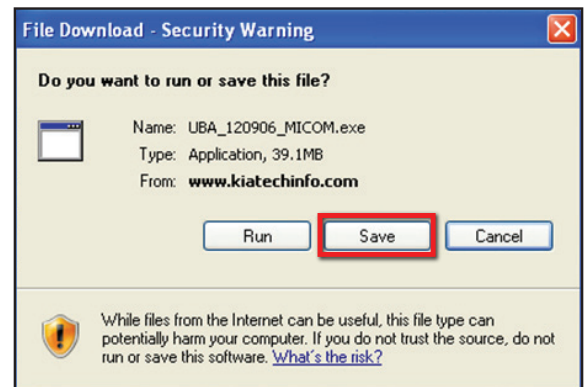 File Download - Security Warning
Do you want to run or save this file?
Name: UBA_120906_MICOM.exe
Type: Application, 39.1MB
From: www.kiatechinfo.com
Run Save Cancel
While files from the Internet can be useful, this file type can
potentially harm your computer. If you do not trust the source, do not
run or save this software. What's the risk?